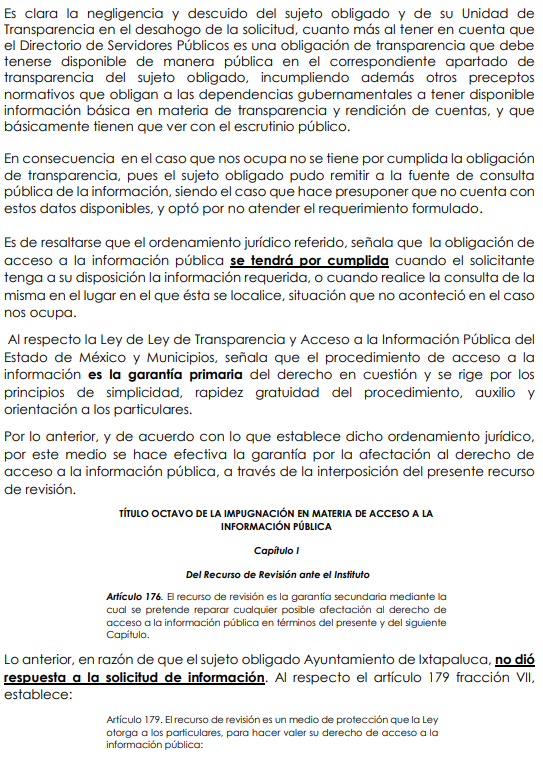 Es clara la negligencia y descuido del sujeto obligado y de su Unidad de
Transparencia en el desahogo de la solicitud, cuanto más al tener en cuenta que
el Directorio de Servidores Públicos es una obligación de transparencia que debe
tenerse disponible de manera pública en el correspondiente apartado de
transparencia del sujeto obligado, incumpliendo además otros preceptos
normativos que obligan a las dependencias gubernamentales a tener disponible
información básica en materia de transparencia y rendición de cuentas, y que
básicamente tienen que ver con el escrutinio público.
En consecuencia en el caso que nos ocupa no se tiene por cumplida la obligación
de transparencia, pues el sujeto obligado pudo remitir a la fuente de consulta
pública de la información, siendo el caso que hace presuponer que no cuenta con
estos datos disponibles, y optó por no atender el requerimiento formulado.
Es de resaltarse que el ordenamiento jurídico referido, señala que la obligación de
acceso a la información pública se tendrá por cumplida cuando el solicitante
tenga a su disposición la información requerida, o cuando realice la consulta de la
misma en el lugar en el que ésta se localice, situación que no aconteció en el caso
nos ocupa.
Al respecto la Ley de Ley de Transparencia y Acceso a la Información Pública del
Estado de México y Municipios, señala que el procedimiento de acceso a la
información es la garantía primaria del derecho en cuestión y se rige por los
principios de simplicidad, rapidez gratuidad del procedimiento, auxilio y
orientación a los particulares.
Por lo anterior, y de acuerdo con lo que establece dicho ordenamiento jurídico,
por este medio se hace efectiva la garantía por la afectación al derecho de
acceso a la información pública, a través de la interposición del presente recurso
de revisión.
TÍTULO OCTAVO DE LA IMPUGNACIÓN EN MATERIA DE ACCESO A LA
INFORMACIÓN PÚBLICA
Capítulo I
Del Recurso de Revisión ante el Instituto
Artículo 176. El recurso de revisión es la garantía secundaria mediante la
cual se pretende reparar cualquier posible afectación al derecho de
acceso a la información pública en términos del presente y del siguiente
Capítulo.
Lo anterior, en razón de que el sujeto obligado Ayuntamiento de Ixtapaluca, no dió
respuesta a la solicitud de información. Al respecto el artículo 179 fracción VII,
establece:
Artículo 179. El recurso de revisión es un medio de protección que la Ley
otorga a los particulares, para hacer valer su derecho de acceso a la
información pública: